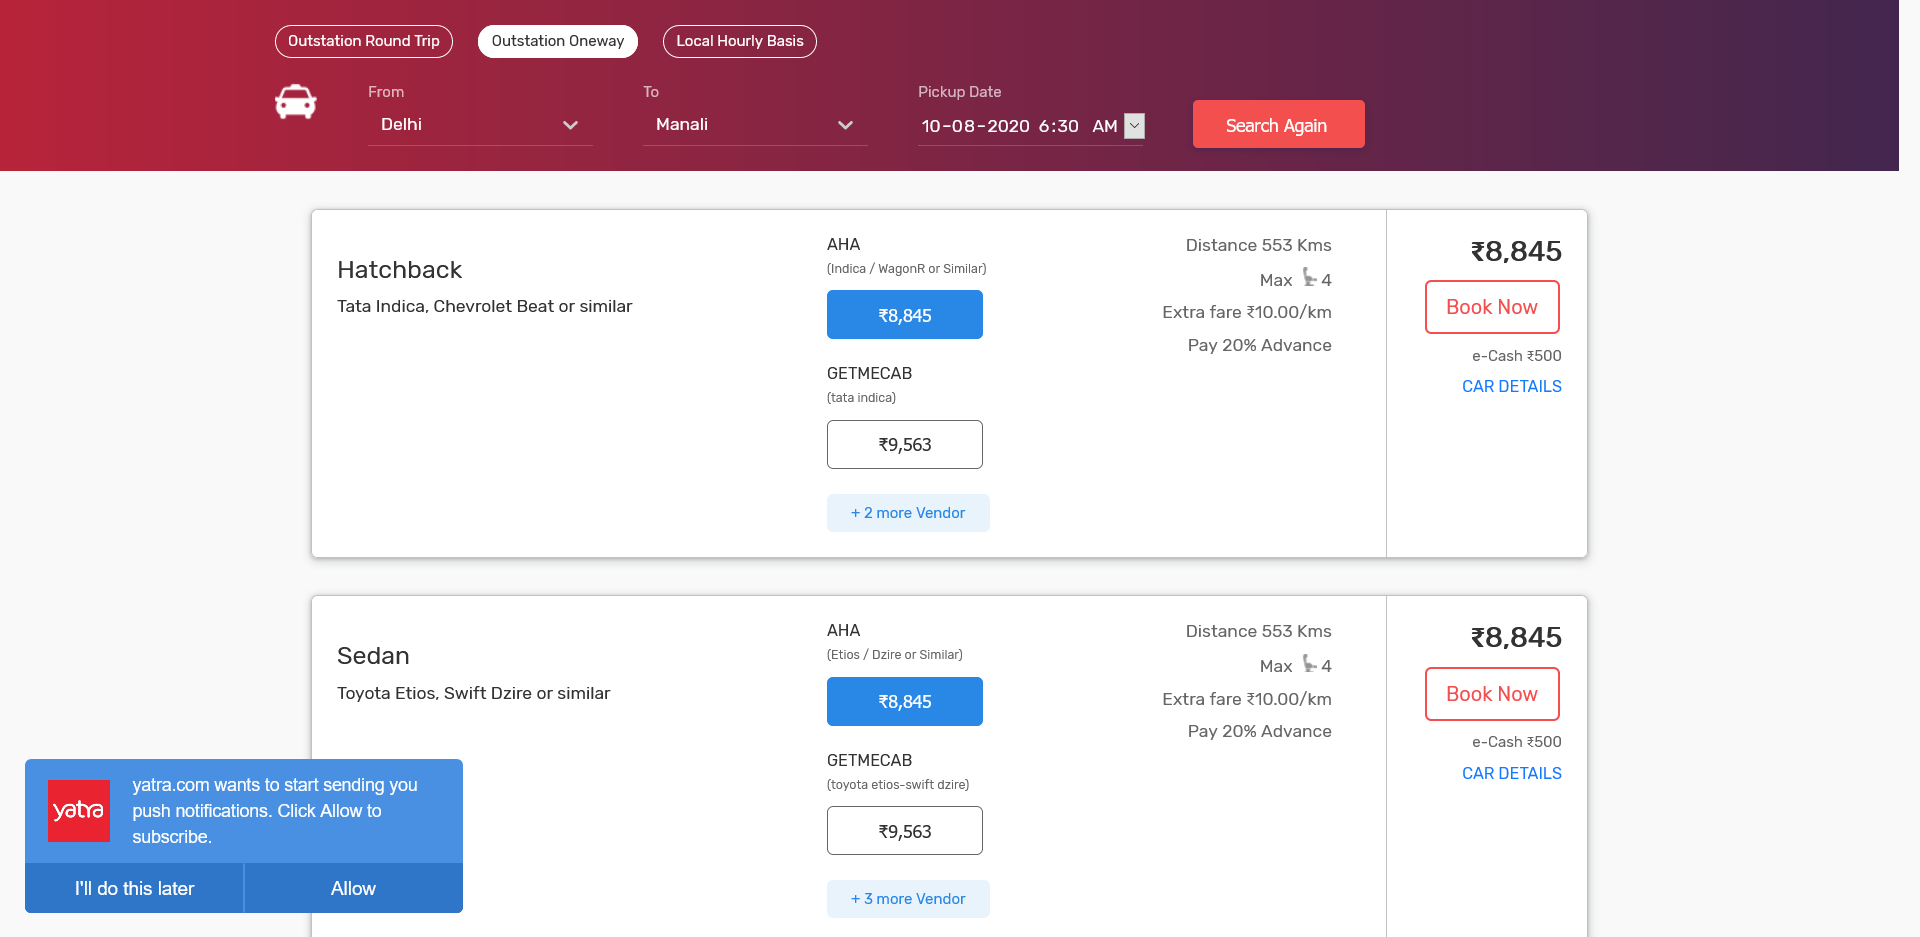 Outstation Round Trip
Outstation Oneway
Local Hourly Basis
From
To
Pickup Date
Delhi
Manali
10-08-2020 6:30 AM
Search Again
Hatchback
Tata Indica, Chevrolet Beat or similar
AHA
(Indica / WagonR or Similar)
₹8,845
GETMECAB
(tata indica)
₹9,563
+ 2 more Vendor
Distance 553 Kms
Max 4
Extra fare ₹10.00/km
Pay 20% Advance
₹8,845
Book Now
e-Cash ₹500
CAR DETAILS
Sedan
Toyota Etios, Swift Dzire or similar
AHA
(Etios / Dzire or Similar)
₹8,845
GETMECAB
(toyota etios-swift dzire)
₹9,563
+ 3 more Vendor
Distance 553 Kms
Max 4
Extra fare ₹10.00/km
Pay 20% Advance
₹8,845
Book Now
e-Cash ₹500
CAR DETAILS
yatra
yatra.com wants to start sending you
push notifications. Click Allow to
subscribe.
I'll do this later
Allow